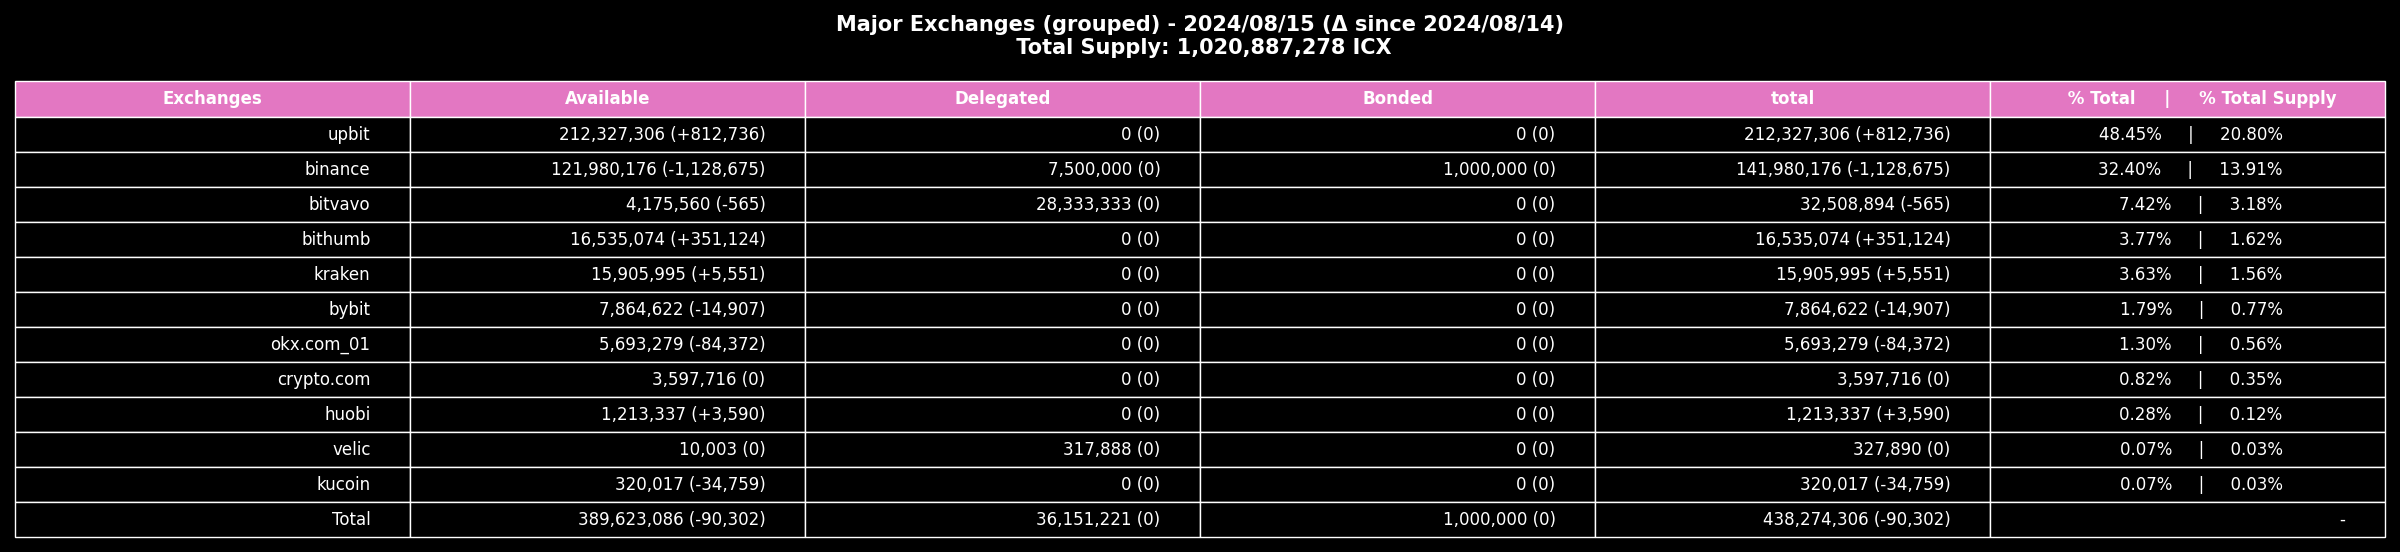 Major Exchanges (grouped) - 2024/08/15 (Δ since 2024/08/14)
Total Supply: 1,020,887,278 ICX
Exchanges Available Delegated Bonded total % Total | % Total Supply
upbit 212,327,306 (+812,736) 0 (0) 0 (0) 212,327,306 (+812,736) 48.45% | 20.80%
binance 121,980,176 (-1,128,675) 7,500,000 (0) 1,000,000 (0) 141,980,176 (-1,128,675) 32.40% | 13.91%
bitvavo 4,175,560 (-565) 28,333,333 (0) 0 (0) 32,508,894 (-565) 7.42% | 3.18%
bithumb 16,535,074 (+351,124) 0 (0) 0 (0) 16,535,074 (+351,124) 3.77% | 1.62%
kraken 15,905,995 (+5,551) 0 (0) 0 (0) 15,905,995 (+5,551) 3.63% | 1.56%
bybit 7,864,622 (-14,907) 0 (0) 0 (0) 7,864,622 (-14,907) 1.79% | 0.77%
okx.com_01 5,693,279 (-84,372) 0 (0) 0 (0) 5,693,279 (-84,372) 1.30% | 0.56%
crypto.com 3,597,716 (0) 0 (0) 0 (0) 3,597,716 (0) 0.82% | 0.35%
huobi 1,213,337 (+3,590) 0 (0) 0 (0) 1,213,337 (+3,590) 0.28% | 0.12%
velic 10,003 (0) 317,888 (0) 0 (0) 327,890 (0) 0.07% | 0.03%
kucoin 320,017 (-34,759) 0 (0) 0 (0) 320,017 (-34,759) 0.07% | 0.03%
Total 389,623,086 (-90,302) 36,151,221 (0) 1,000,000 (0) 438,274,306 (-90,302) -